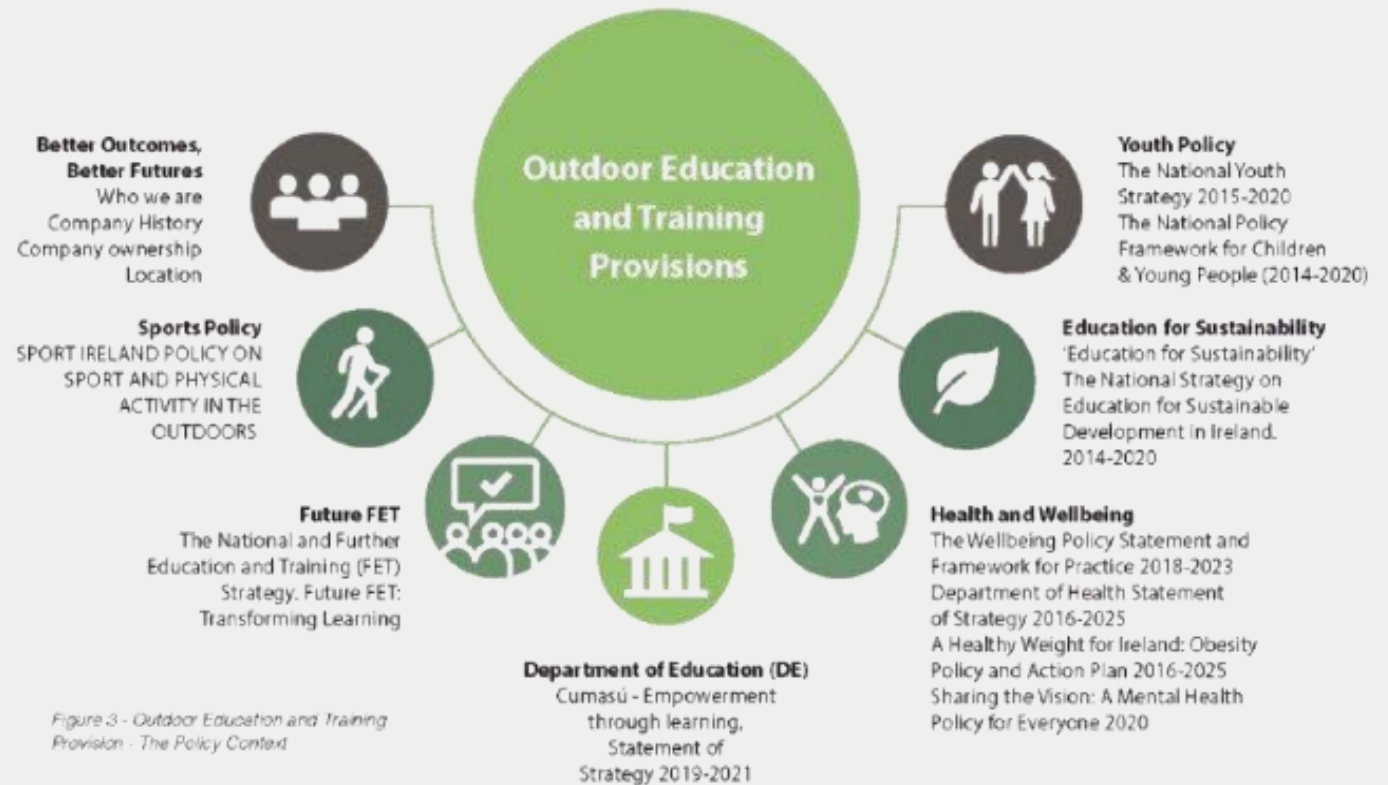 Outdoor Education
and Training
Provisions
Better Outcomes,
Better Futures
Who we are
Company History
Company ownership
Location
Sports Policy
SPORT IRELAND POLICY ON
SPORT AND PHYSICAL
ACTIVITY IN THE
OUTDOORS
Future FET
The National and Further
Education and Training (FET)
Strategy. Future FET:
Transforming Learning
Department of Education (DE)
Cumasú - Empowerment
through learning,
Statement of
Strategy 2019-2021
Health and Wellbeing
The Wellbeing Policy Statement and
Framework for Practice 2018-2023
Department of Health Statement
of Strategy 2016-2025
A Healthy Weight for Ireland: Obesity
Policy and Action Plan 2016-2025
Sharing the Vision: A Mental Health
Policy for Everyone 2020
Education for Sustainability
'Education for Sustainability'
The National Strategy on
Education for Sustainable
Development in Ireland.
2014-2020
Youth Policy
The National Youth
Strategy 2015-2020
The National Policy
Framework for Children
& Young People (2014-2020)
Figure 3 - Outdoor Education and Training
Provision - The Policy Context